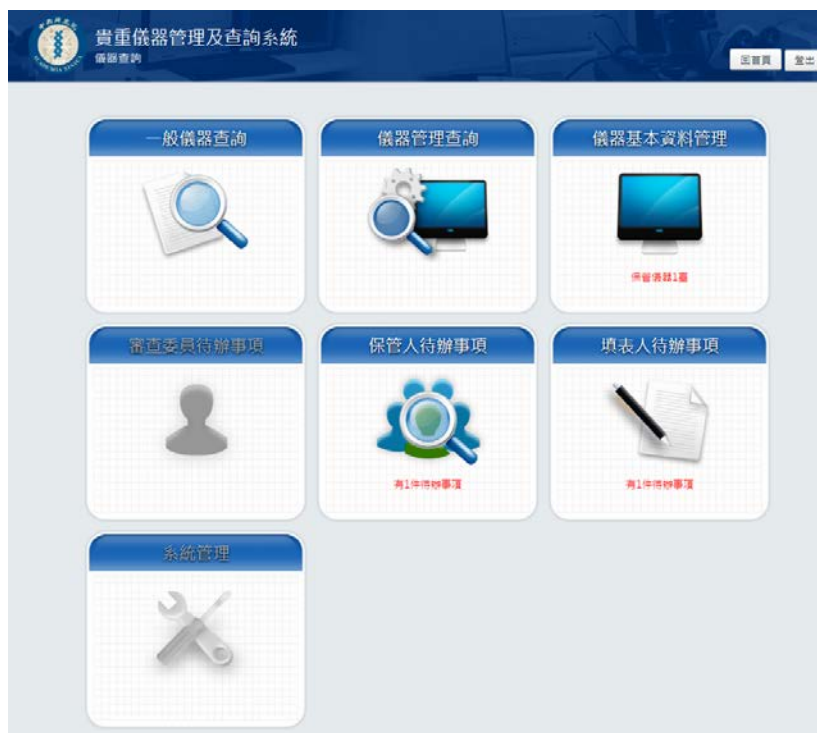 貴重儀器管理及查詢系統
儀器查詢
回首頁 登出
一般儀器查詢
儀器管理查詢
儀器基本資料管理
保管儀器1臺
審查委員待辦事項
保管人待辦事項
填表人待辦事項
有1件待辦事項
有1件待辦事項
系統管理